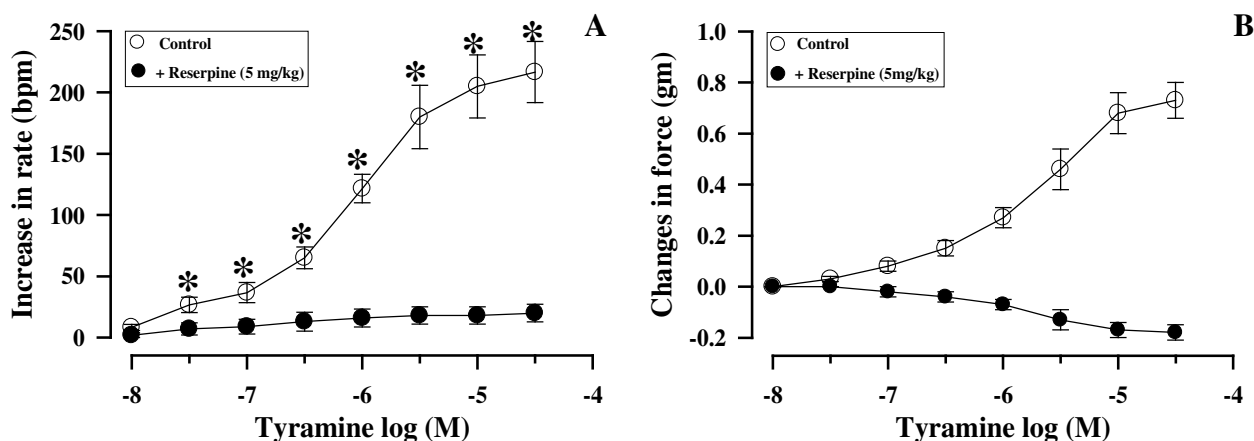 A
Control
+ Reserpine (5 mg/kg)
Increase in rate (bpm)
250
200
150
100
50
0
* * * * * * *
-8 -7 -6 -5 -4
Tyramine log (M)
B
Control
+ Reserpine (5mg/kg)
Changes in force (gm)
1.0
0.8
0.6
0.4
0.2
0.0
-0.2
-8 -7 -6 -5 -4
Tyramine log (M)